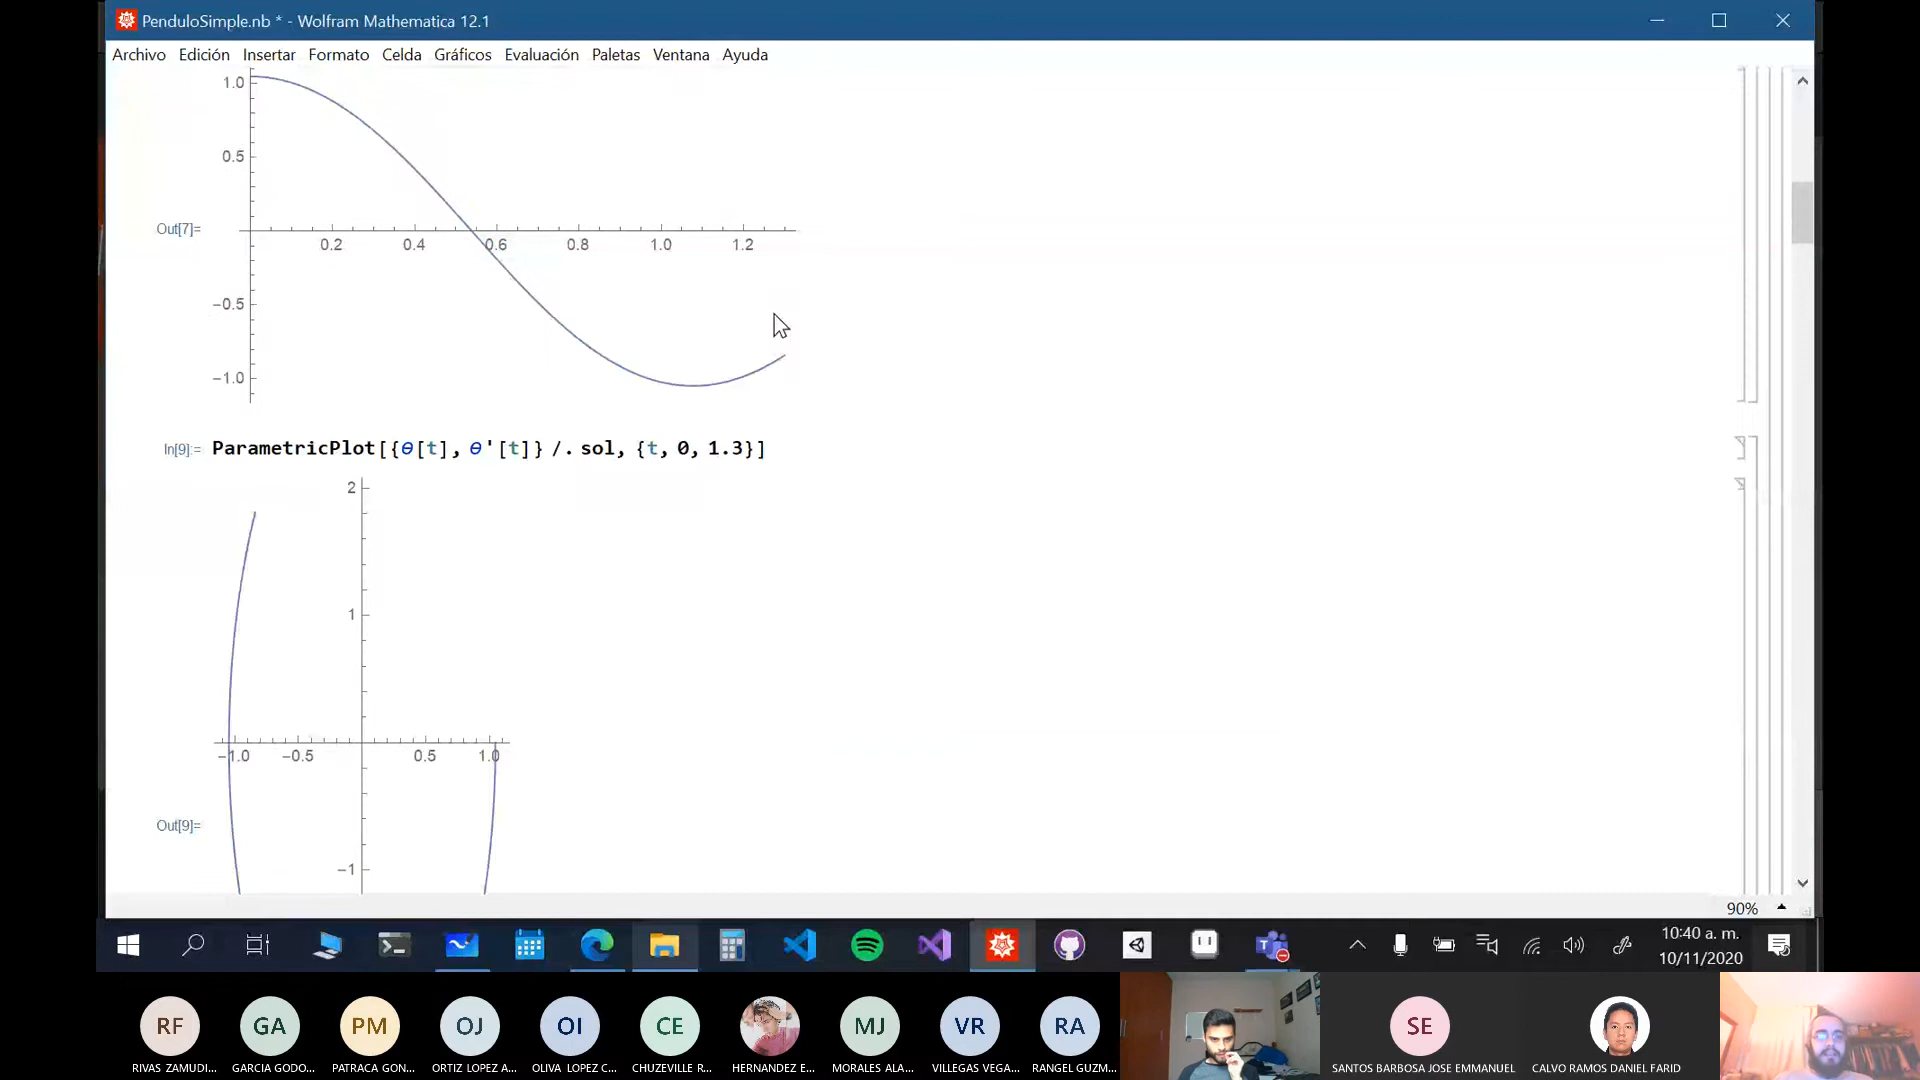 PenduloSimple.nb * - Wolfram Mathematica 12.1
Archivo Edición Insertar Formato Celda Gráficos Evaluación Paletas Ventana Ayuda
1.0
0.5
Out[7]=
0.2 0.4 0.6 0.8 1.0 1.2
−0.5
−1.0
In[9]:= ParametricPlot[{θ[t], θ'[t]} /. sol, {t, 0, 1.3}]
2
1
−1.0 −0.5 0.5 1.0
Out[9]=
−1
90%
10:40 a. m.
10/11/2020
RF GA PM OJ OI CE MJ VR RA SE
RIVAS ZAMUDI... GARCIA GODO... PATRACA GON... ORTIZ LOPEZ A... OLIVA LOPEZ C... CHUZEVILLE R... HERNANDEZ E... MORALES ALA... VILLEGAS VEGA... RANGEL GUZM... SANTOS BARBOSA JOSE EMMANUEL CALVO RAMOS DANIEL FARID